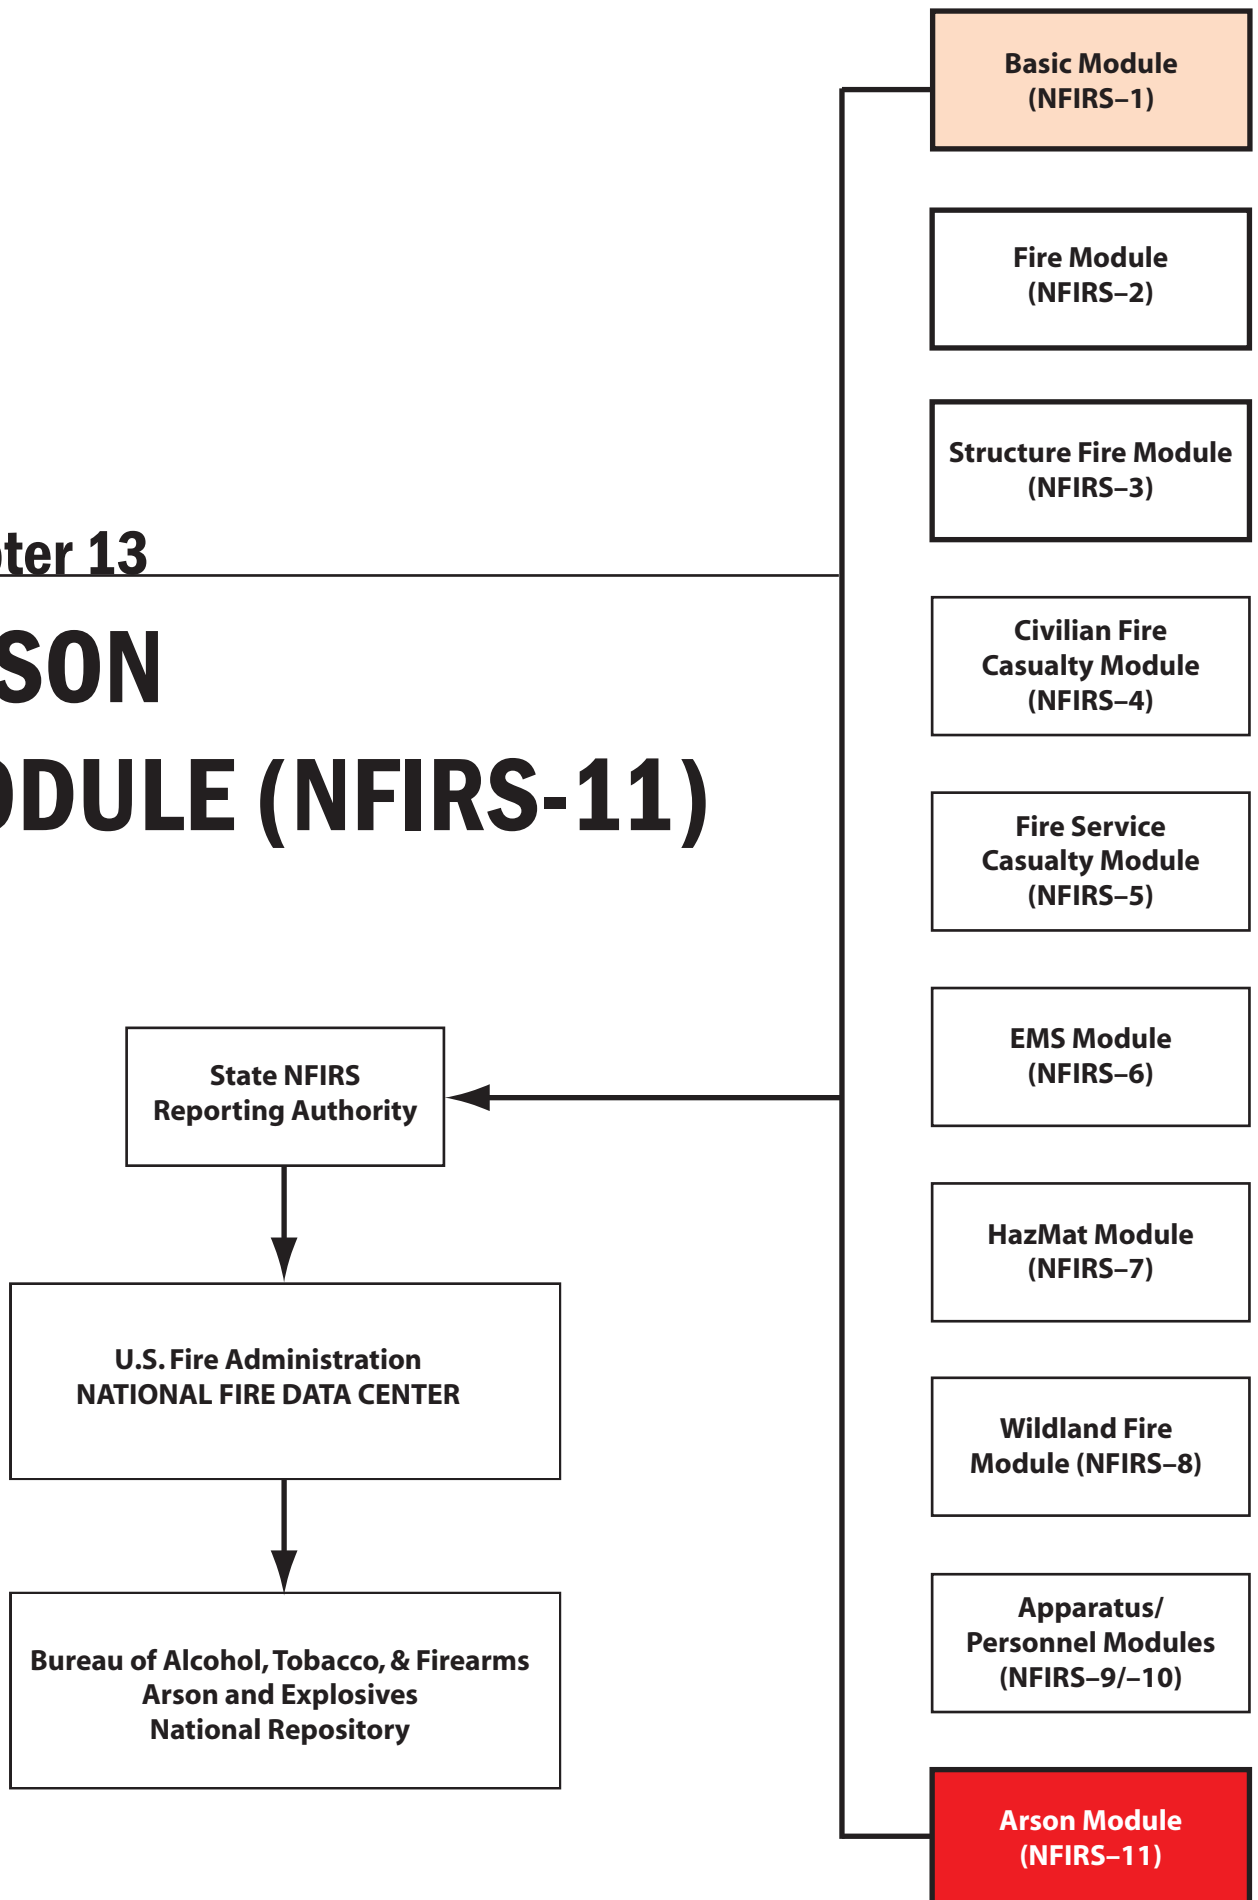 pter 13
SON
ODULE (NFIRS-11)
Basic Module
(NFIRS–1)
Fire Module
(NFIRS–2)
Structure Fire Module
(NFIRS–3)
Civilian Fire
Casualty Module
(NFIRS–4)
Fire Service
Casualty Module
(NFIRS–5)
EMS Module
(NFIRS–6)
HazMat Module
(NFIRS–7)
Wildland Fire
Module (NFIRS–8)
Apparatus/
Personnel Modules
(NFIRS–9/–10)
Arson Module
(NFIRS–11)
State NFIRS
Reporting Authority
U.S. Fire Administration
NATIONAL FIRE DATA CENTER
Bureau of Alcohol, Tobacco, & Firearms
Arson and Explosives
National Repository